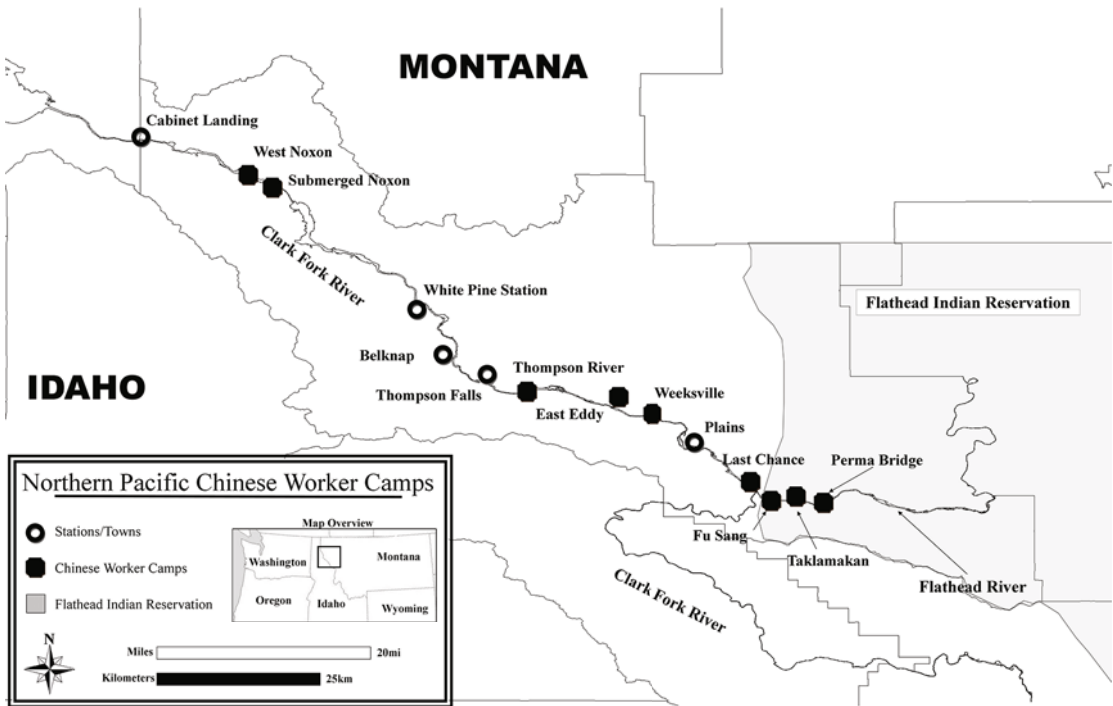 MONTANA
Cabinet Landing
West Noxon
Submerged Noxon
Clark Fork River
White Pine Station
Flathead Indian Reservation
Belknap
IDAHO
Thompson River
Thompson Falls
Weeksville
East Eddy
Plains
Last Chance
Perma Bridge
Fu Sang
Taklamakan
Flathead River
Clark Fork River
Northern Pacific Chinese Worker Camps
Stations/Towns
Chinese Worker Camps
Flathead Indian Reservation
Map Overview
Washington
Montana
Oregon
Idaho
Wyoming
N
Miles
20mi
Kilometers
25km